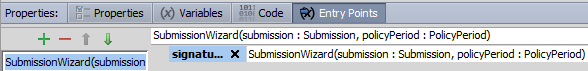 Properties: Properties (x) Variables Code Entry Points
SubmissionWizard(submission : Submission, policyPeriod : PolicyPeriod)
signatu... SubmissionWizard(submission : Submission, policyPeriod : PolicyPeriod)
SubmissionWizard(submission